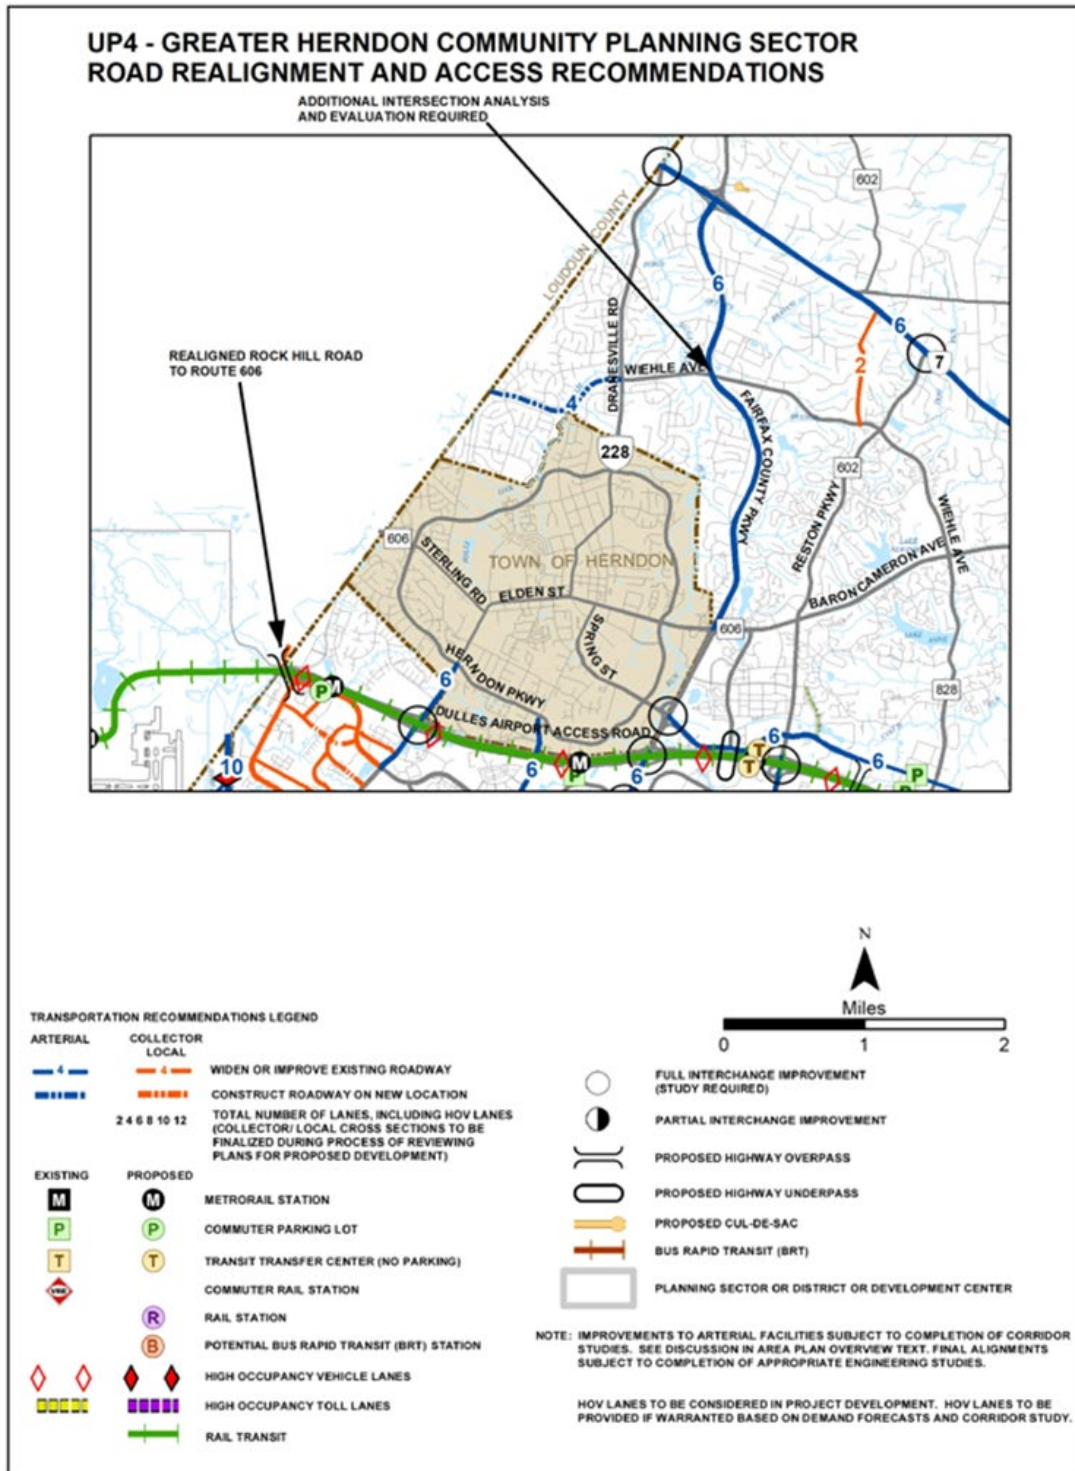 UP4 - GREATER HERNDON COMMUNITY PLANNING SECTOR
ROAD REALIGNMENT AND ACCESS RECOMMENDATIONS
ADDITIONAL INTERSECTION ANALYSIS
AND EVALUATION REQUIRED
602
LOUDOUN COUNTY
6
DRANESVILLE RD
6
7
REALIGNED ROCK HILL ROAD
TO ROUTE 606
WIEHLE AVE
2
4
FAIRFAX COUNTY PKWY
228
602
RESTON PKWY
WIEHLE AVE
606
STERLING RD
TOWN OF HERNDON
BARON CAMERON AVE
ELDEN ST
SPRING ST
606
HERNDON PKWY
6
828
M
P
DULLES AIRPORT ACCESS ROAD
10
6
M
P
6
T
T
6
6
P
P
N
Miles
0 1 2
TRANSPORTATION RECOMMENDATIONS LEGEND
ARTERIAL
COLLECTOR
LOCAL
4 4 WIDEN OR IMPROVE EXISTING ROADWAY
CONSTRUCT ROADWAY ON NEW LOCATION
2 4 6 8 10 12 TOTAL NUMBER OF LANES, INCLUDING HOV LANES
(COLLECTOR/ LOCAL CROSS SECTIONS TO BE
FINALIZED DURING PROCESS OF REVIEWING
PLANS FOR PROPOSED DEVELOPMENT)
EXISTING PROPOSED
M M METRORAIL STATION
P P COMMUTER PARKING LOT
T T TRANSIT TRANSFER CENTER (NO PARKING)
VRE COMMUTER RAIL STATION
R RAIL STATION
B POTENTIAL BUS RAPID TRANSIT (BRT) STATION
HIGH OCCUPANCY VEHICLE LANES
HIGH OCCUPANCY TOLL LANES
RAIL TRANSIT
FULL INTERCHANGE IMPROVEMENT
(STUDY REQUIRED)
PARTIAL INTERCHANGE IMPROVEMENT
PROPOSED HIGHWAY OVERPASS
PROPOSED HIGHWAY UNDERPASS
PROPOSED CUL-DE-SAC
BUS RAPID TRANSIT (BRT)
PLANNING SECTOR OR DISTRICT OR DEVELOPMENT CENTER
NOTE: IMPROVEMENTS TO ARTERIAL FACILITIES SUBJECT TO COMPLETION OF CORRIDOR
STUDIES. SEE DISCUSSION IN AREA PLAN OVERVIEW TEXT. FINAL ALIGNMENTS
SUBJECT TO COMPLETION OF APPROPRIATE ENGINEERING STUDIES.
HOV LANES TO BE CONSIDERED IN PROJECT DEVELOPMENT. HOV LANES TO BE
PROVIDED IF WARRANTED BASED ON DEMAND FORECASTS AND CORRIDOR STUDY.